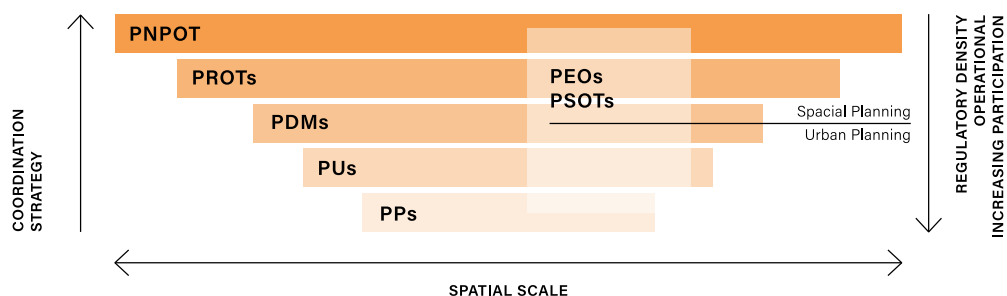 PNPOT
PROTs
PEOs
PSOTs
PDMs
Spacial Planning
Urban Planning
PUs
PPs
COORDINATION
STRATEGY
REGULATORY DENSITY
OPERATIONAL
INCREASING PARTICIPATION
SPATIAL SCALE